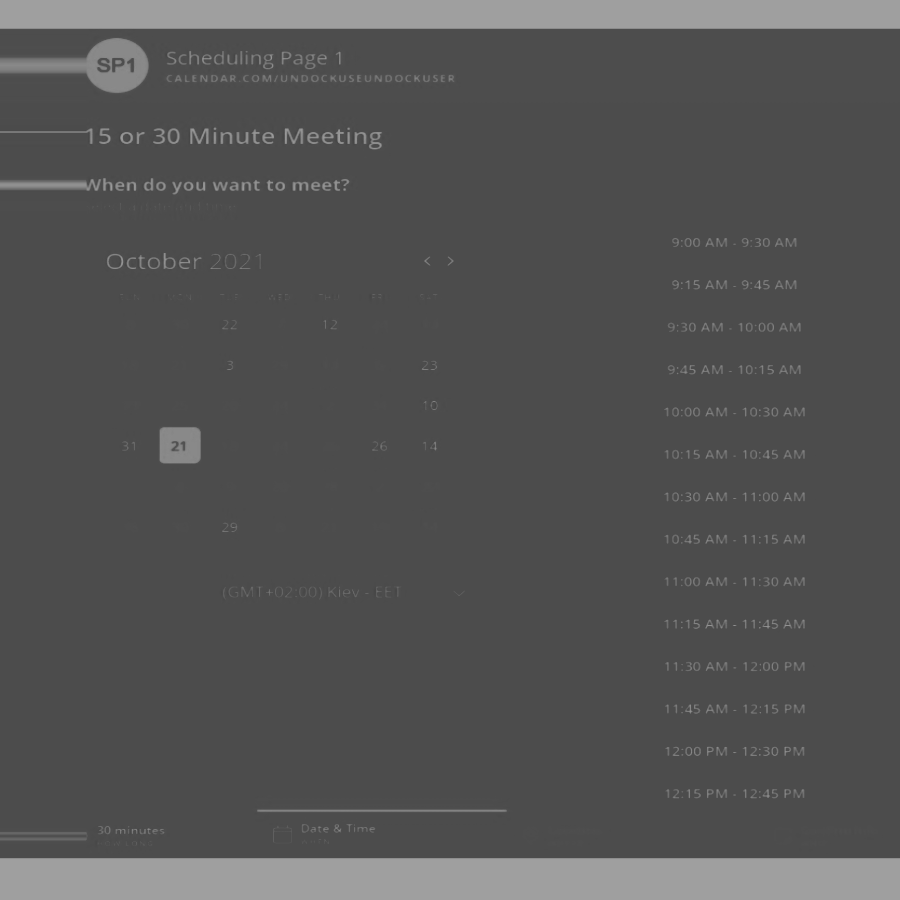 SP1
Scheduling Page 1
CALENDAR.COM/UNDOCKUSEUNDOCKUSER
15 or 30 Minute Meeting
When do you want to meet?
October 2021
22 12
3 23
10
31 21 26 14
29
(GMT+02:00) Kiev - EET
9:00 AM - 9:30 AM
9:15 AM - 9:45 AM
9:30 AM - 10:00 AM
9:45 AM - 10:15 AM
10:00 AM - 10:30 AM
10:15 AM - 10:45 AM
10:30 AM - 11:00 AM
10:45 AM - 11:15 AM
11:00 AM - 11:30 AM
11:15 AM - 11:45 AM
11:30 AM - 12:00 PM
11:45 AM - 12:15 PM
12:00 PM - 12:30 PM
12:15 PM - 12:45 PM
30 minutes
Date & Time